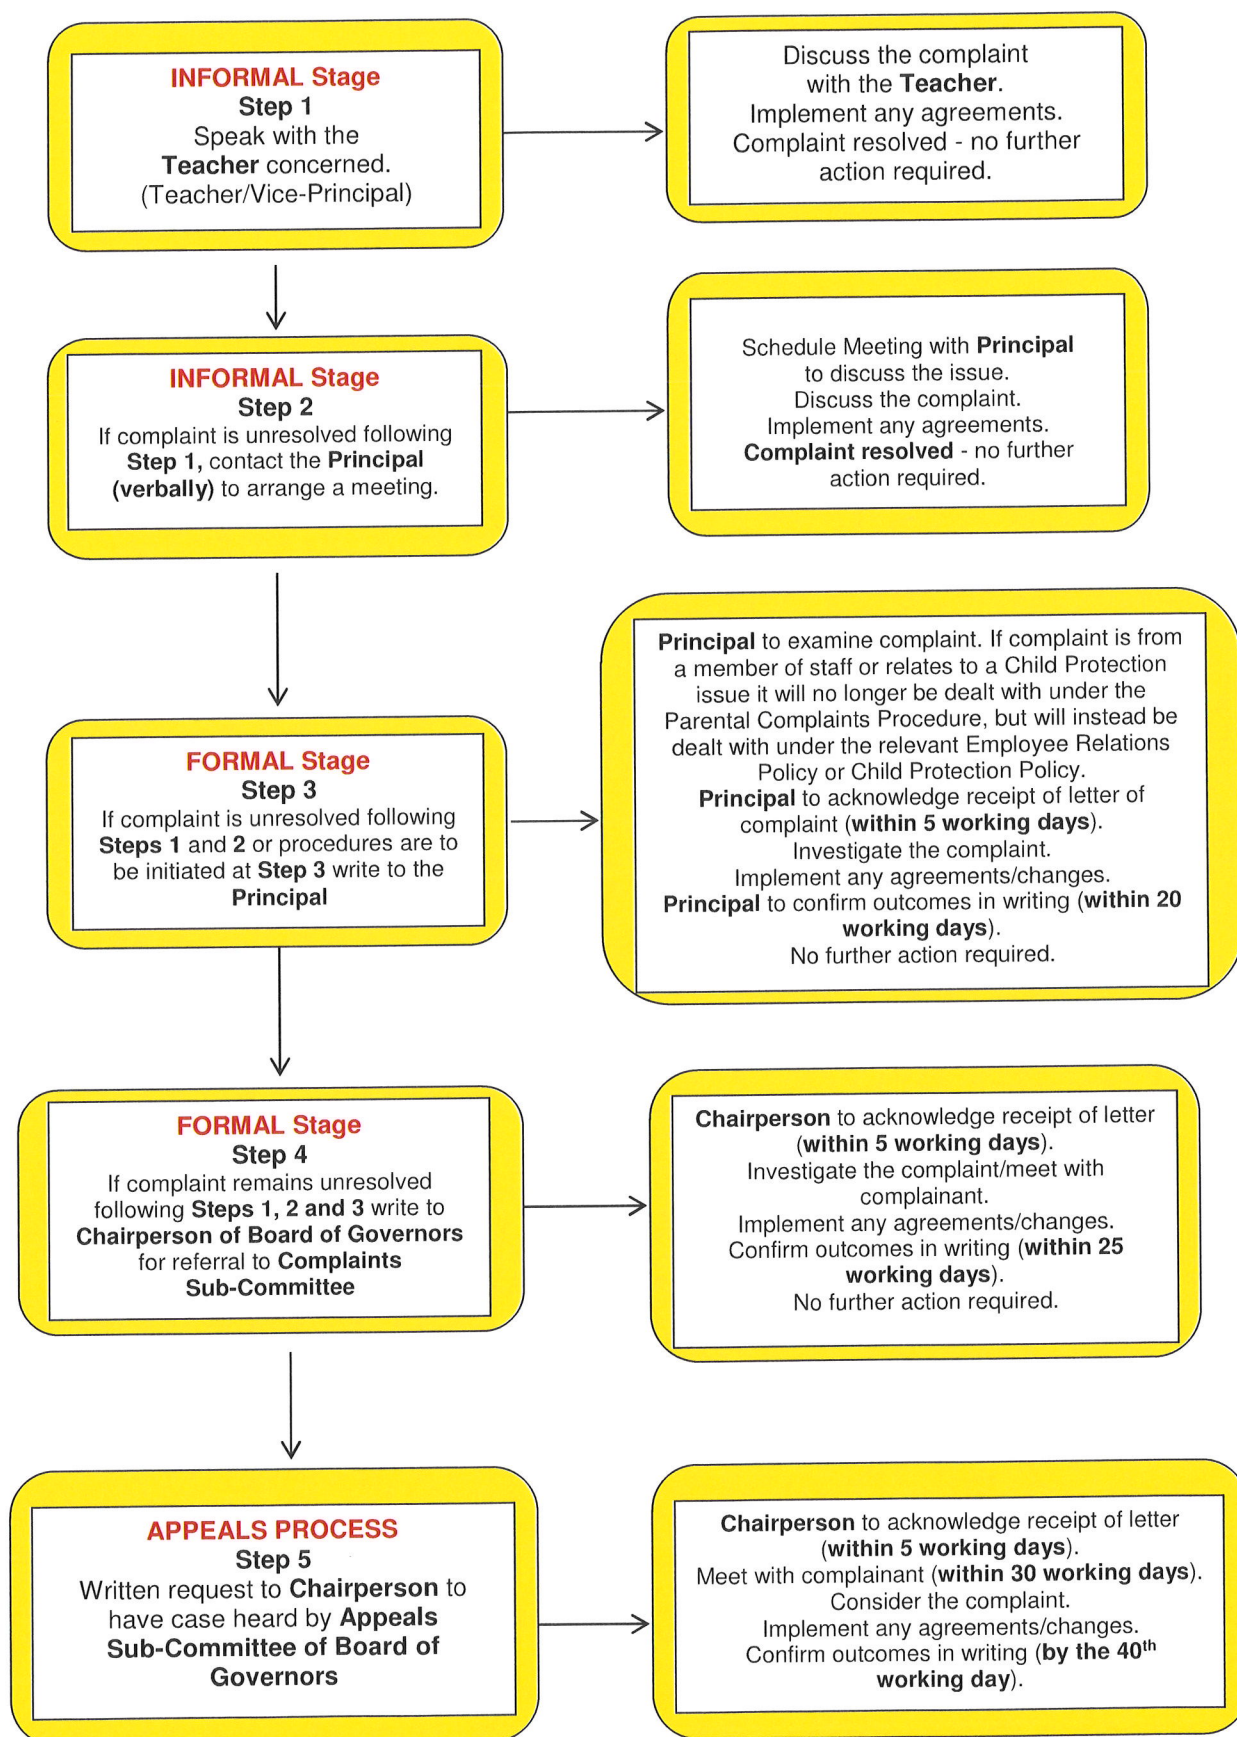 INFORMAL Stage
Step 1
Speak with the
Teacher concerned.
(Teacher/Vice-Principal)
Discuss the complaint
with the Teacher.
Implement any agreements.
Complaint resolved - no further
action required.
INFORMAL Stage
Step 2
If complaint is unresolved following
Step 1, contact the Principal
(verbally) to arrange a meeting.
Schedule Meeting with Principal
to discuss the issue.
Discuss the complaint.
Implement any agreements.
Complaint resolved - no further
action required.
FORMAL Stage
Step 3
If complaint is unresolved following
Steps 1 and 2 or procedures are to
be initiated at Step 3 write to the
Principal
Principal to examine complaint. If complaint is from
a member of staff or relates to a Child Protection
issue it will no longer be dealt with under the
Parental Complaints Procedure, but will instead be
dealt with under the relevant Employee Relations
Policy or Child Protection Policy.
Principal to acknowledge receipt of letter of
complaint (within 5 working days).
Investigate the complaint.
Implement any agreements/changes.
Principal to confirm outcomes in writing (within 20
working days).
No further action required.
FORMAL Stage
Step 4
If complaint remains unresolved
following Steps 1, 2 and 3 write to
Chairperson of Board of Governors
for referral to Complaints
Sub-Committee
Chairperson to acknowledge receipt of letter
(within 5 working days).
Investigate the complaint/meet with
complainant.
Implement any agreements/changes.
Confirm outcomes in writing (within 25
working days).
No further action required.
APPEALS PROCESS
Step 5
Written request to Chairperson to
have case heard by Appeals
Sub-Committee of Board of
Governors
Chairperson to acknowledge receipt of letter
(within 5 working days).
Meet with complainant (within 30 working days).
Consider the complaint.
Implement any agreements/changes.
Confirm outcomes in writing (by the 40th
working day).